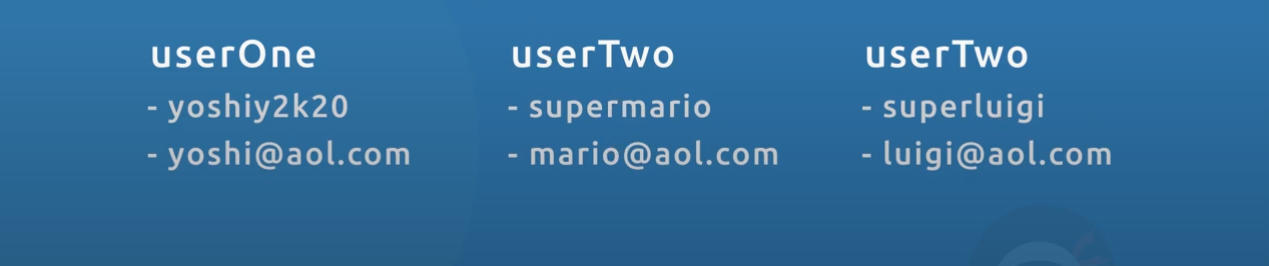 userOne
- yoshiy2k20
- yoshi@aol.com
userTwo
- supermario
- mario@aol.com
userTwo
- superluigi
- luigi@aol.com